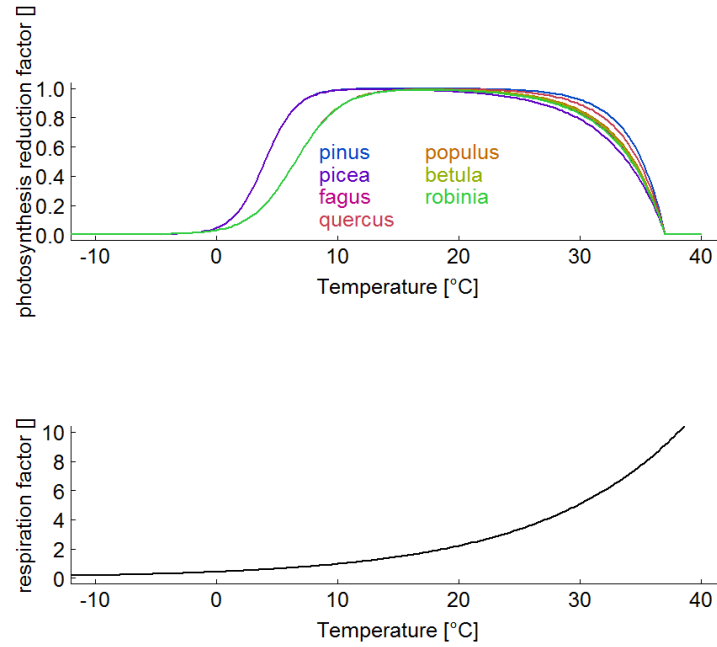 photosynthesis reduction factor []
1.0
0.8
0.6
0.4
0.2
0.0
pinus populus
picea betula
fagus robinia
quercus
-10 0 10 20 30 40
Temperature [°C]
respiration factor []
10
8
6
4
2
0
-10 0 10 20 30 40
Temperature [°C]